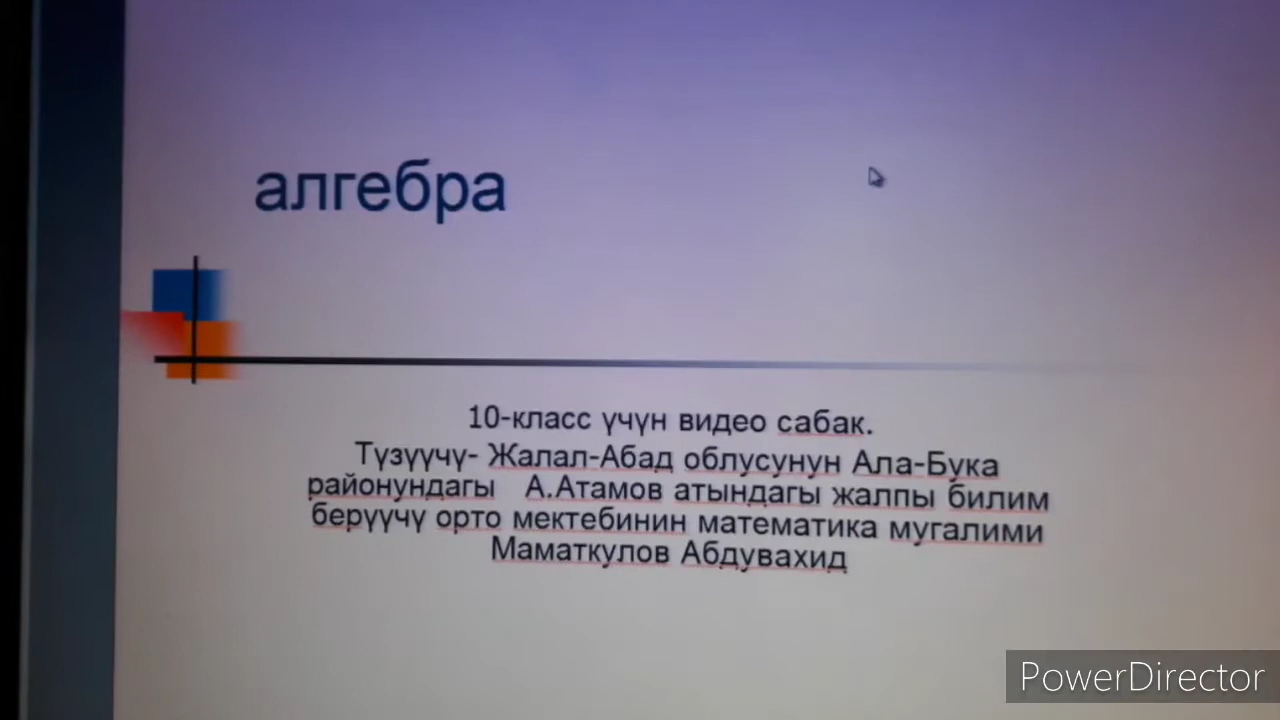 алгебра
10-класс үчүн видео сабак.
Түзүүчү- Жалал-Абад облусунун Ала-Бука
районундагы А.Атамов атындагы жалпы билим
берүүчү орто мектебинин математика мугалими
Маматкулов Абдувахид
PowerDirector